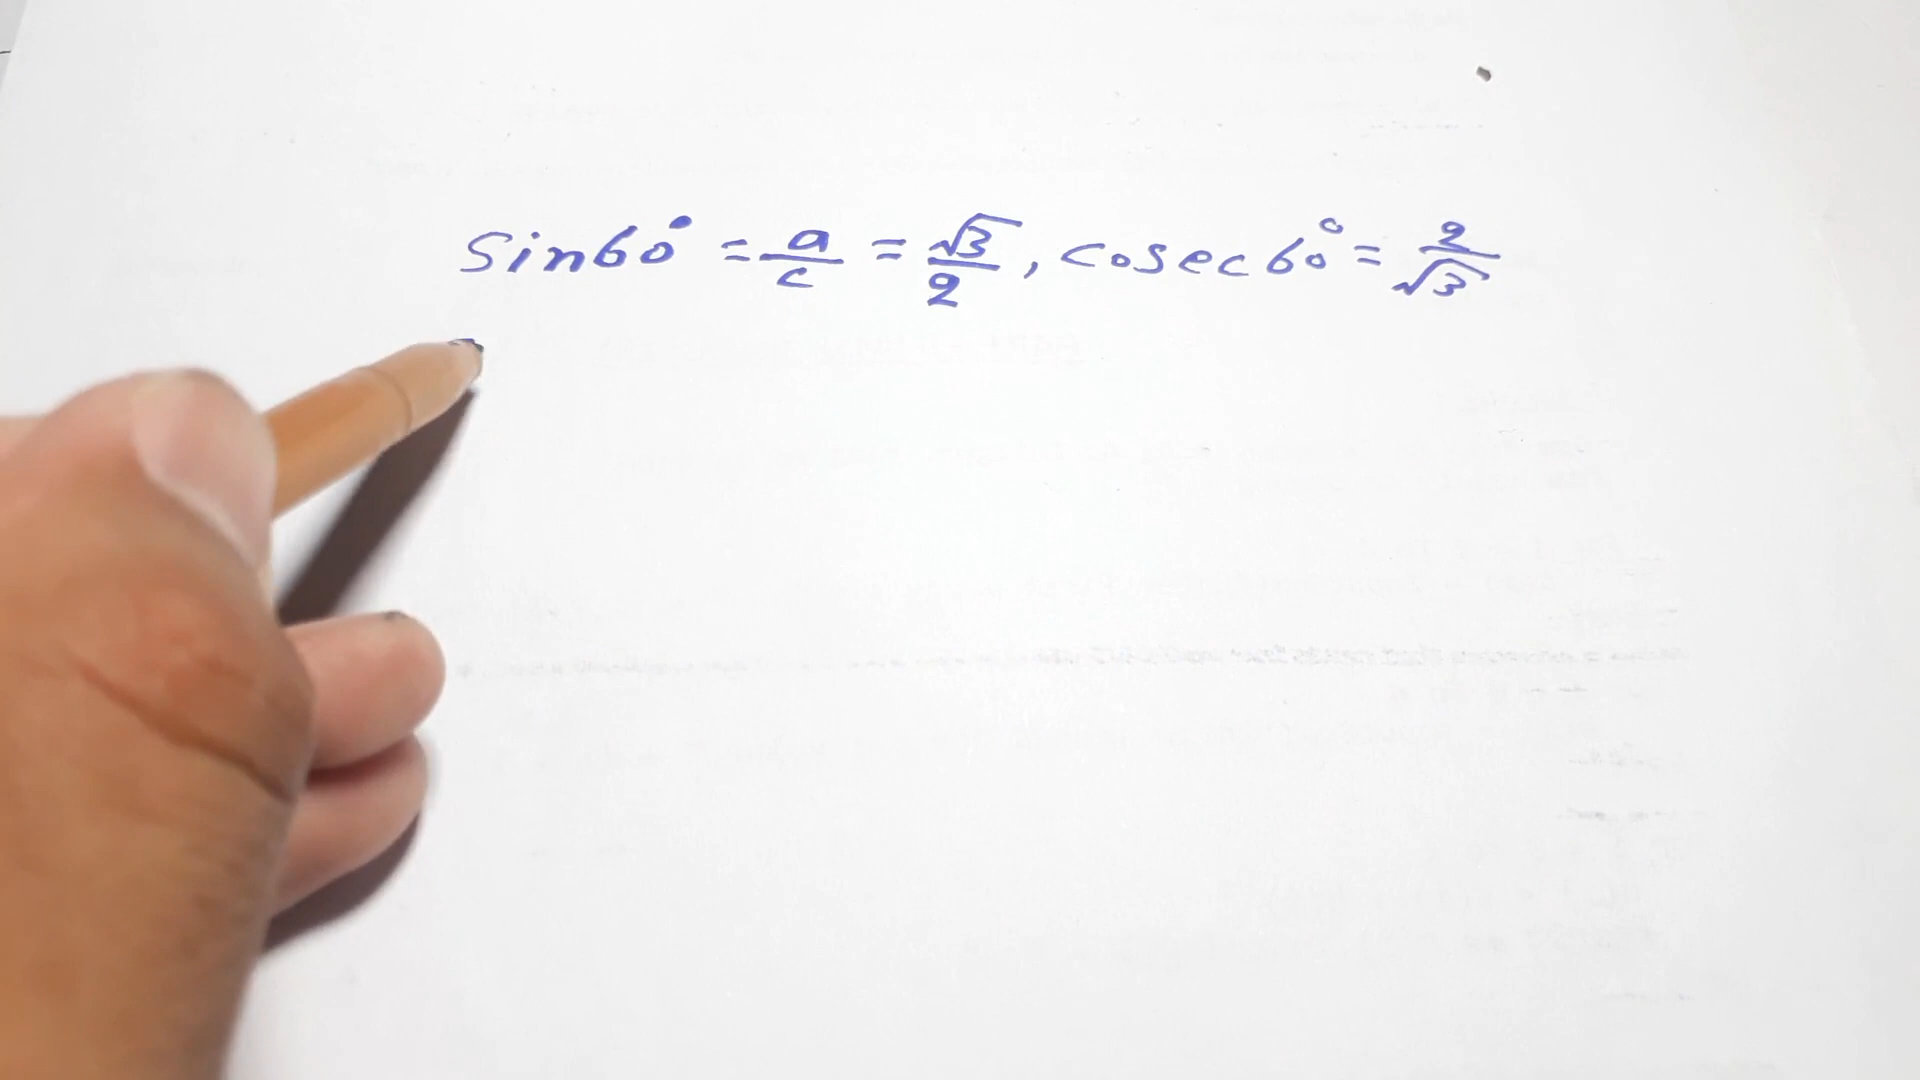 sin60° = a/c = √3/2, cosec60° = 2/√3